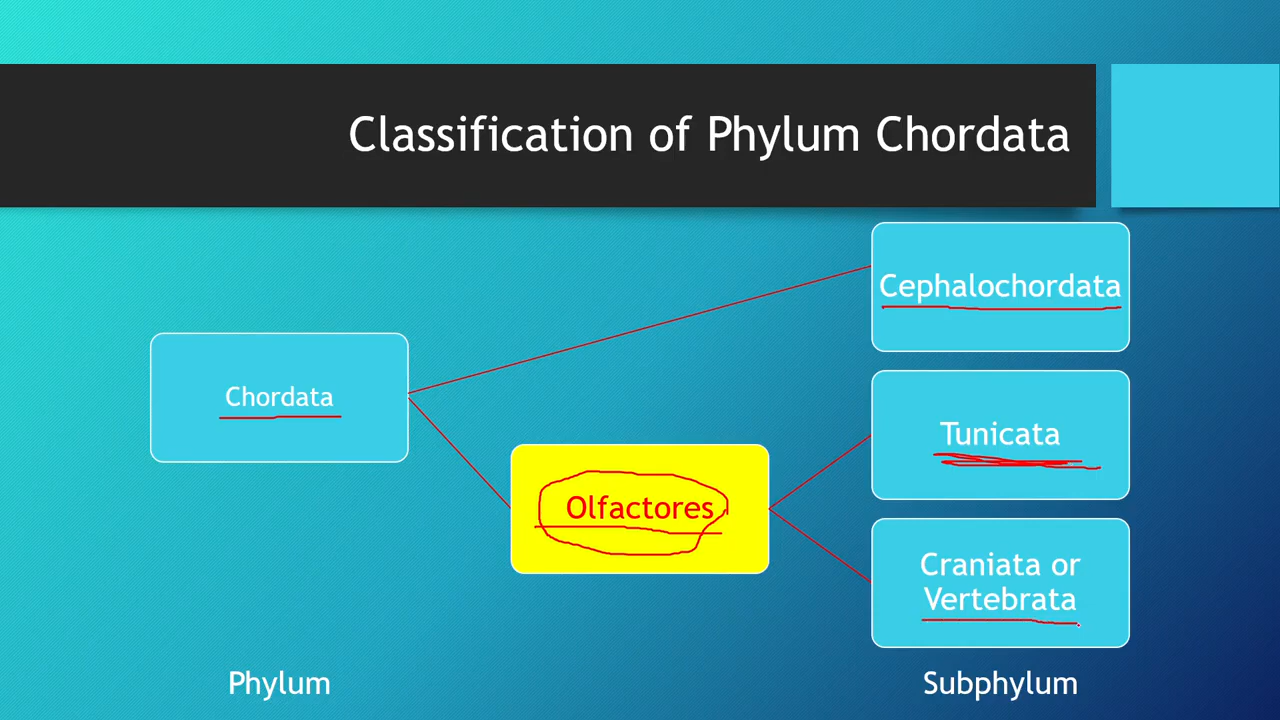 Classification of Phylum Chordata
Cephalochordata
Chordata
Tunicata
Olfactores
Craniata or
Vertebrata
Phylum
Subphylum